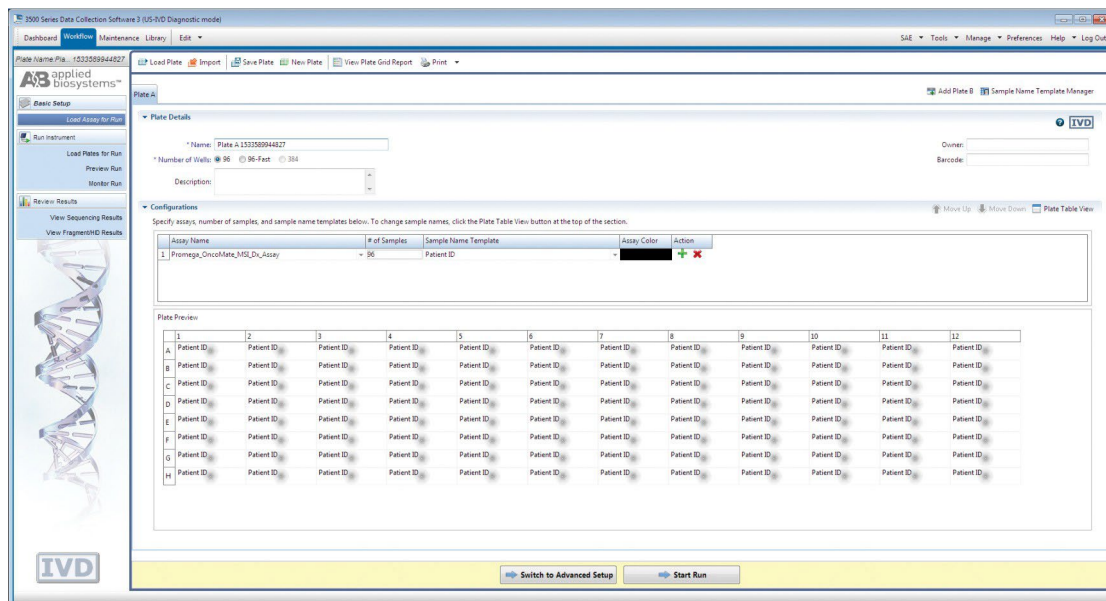 3500 Series Data Collection Software 3 (US-IVD Diagnostic mode)
Dashboard Workflow Maintenance Library Edit SAE Tools Manage Preferences Help Log Out
Plate Name:Pla... 1533589944827 Load Plate Import Save Plate New Plate View Plate Grid Report Print
AB applied biosystems™
Plate A Add Plate B Sample Name Template Manager
Basic Setup
Load Assay for Run
Run Instrument
Load Plates for Run
Preview Run
Monitor Run
Review Results
View Sequencing Results
View Fragment/HID Results
IVD
Plate Details IVD
* Name: Plate A 1533589944827 Owner:
* Number of Wells: 96 96-Fast 384 Barcode:
Description:
Configurations Move Up Move Down Plate Table View
Specify assays, number of samples, and sample name templates below. To change sample names, click the Plate Table View button at the top of the section.
Assay Name # of Samples Sample Name Template Assay Color Action
1 Promega_OncoMate_MSI_Dx_Assay 96 Patient ID
Plate Preview
1 2 3 4 5 6 7 8 9 10 11 12
A Patient ID Patient ID Patient ID Patient ID Patient ID Patient ID Patient ID Patient ID Patient ID Patient ID Patient ID Patient ID
B Patient ID Patient ID Patient ID Patient ID Patient ID Patient ID Patient ID Patient ID Patient ID Patient ID Patient ID Patient ID
C Patient ID Patient ID Patient ID Patient ID Patient ID Patient ID Patient ID Patient ID Patient ID Patient ID Patient ID Patient ID
D Patient ID Patient ID Patient ID Patient ID Patient ID Patient ID Patient ID Patient ID Patient ID Patient ID Patient ID Patient ID
E Patient ID Patient ID Patient ID Patient ID Patient ID Patient ID Patient ID Patient ID Patient ID Patient ID Patient ID Patient ID
F Patient ID Patient ID Patient ID Patient ID Patient ID Patient ID Patient ID Patient ID Patient ID Patient ID Patient ID Patient ID
G Patient ID Patient ID Patient ID Patient ID Patient ID Patient ID Patient ID Patient ID Patient ID Patient ID Patient ID Patient ID
H Patient ID Patient ID Patient ID Patient ID Patient ID Patient ID Patient ID Patient ID Patient ID Patient ID Patient ID Patient ID
Switch to Advanced Setup Start Run